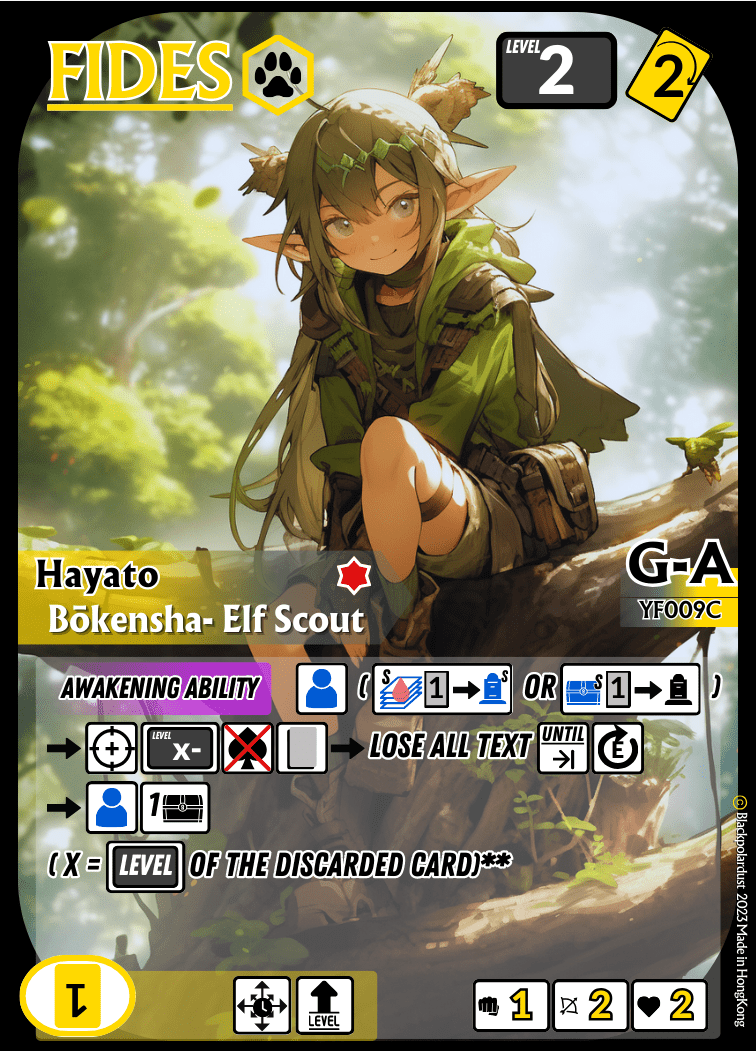 FIDES
LEVEL 2
2
Hayato
Bōkensha- Elf Scout
G-A
YF009C
AWAKENING ABILITY ( S 1 S OR S 1 )
LEVEL X- LOSE ALL TEXT UNTIL E
1
( X = LEVEL OF THE DISCARDED CARD)**
© Blackpolardust 2023 Made in HongKong
1
LEVEL
1 2 2